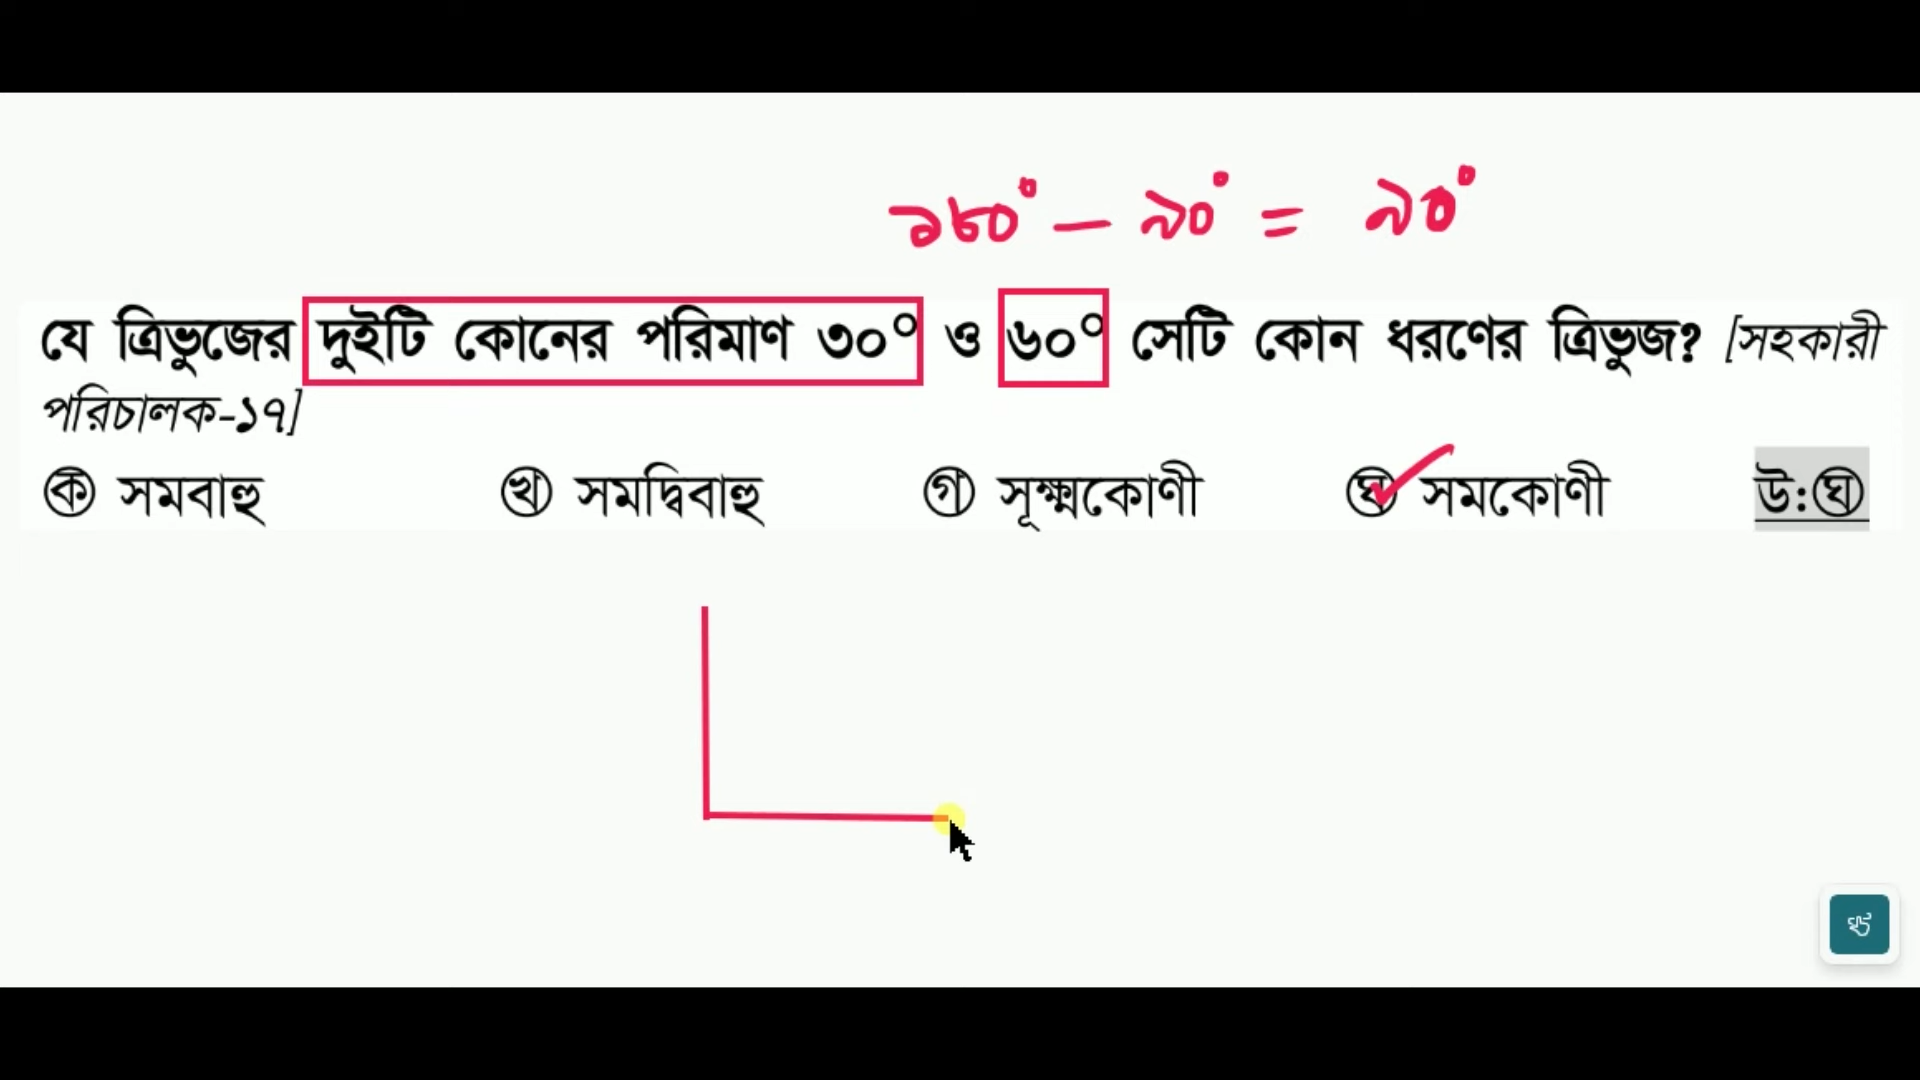 ১৮০° – ৯০° = ৯০°
যে ত্রিভুজের দুইটি কোনের পরিমাণ ৩০° ও ৬০° সেটি কোন ধরণের ত্রিভুজ? [সহকারী
পরিচালক-১৭]
ক সমবাহু খ সমদ্বিবাহু গ সূক্ষ্মকোণী ঘ সমকোণী উ:ঘ